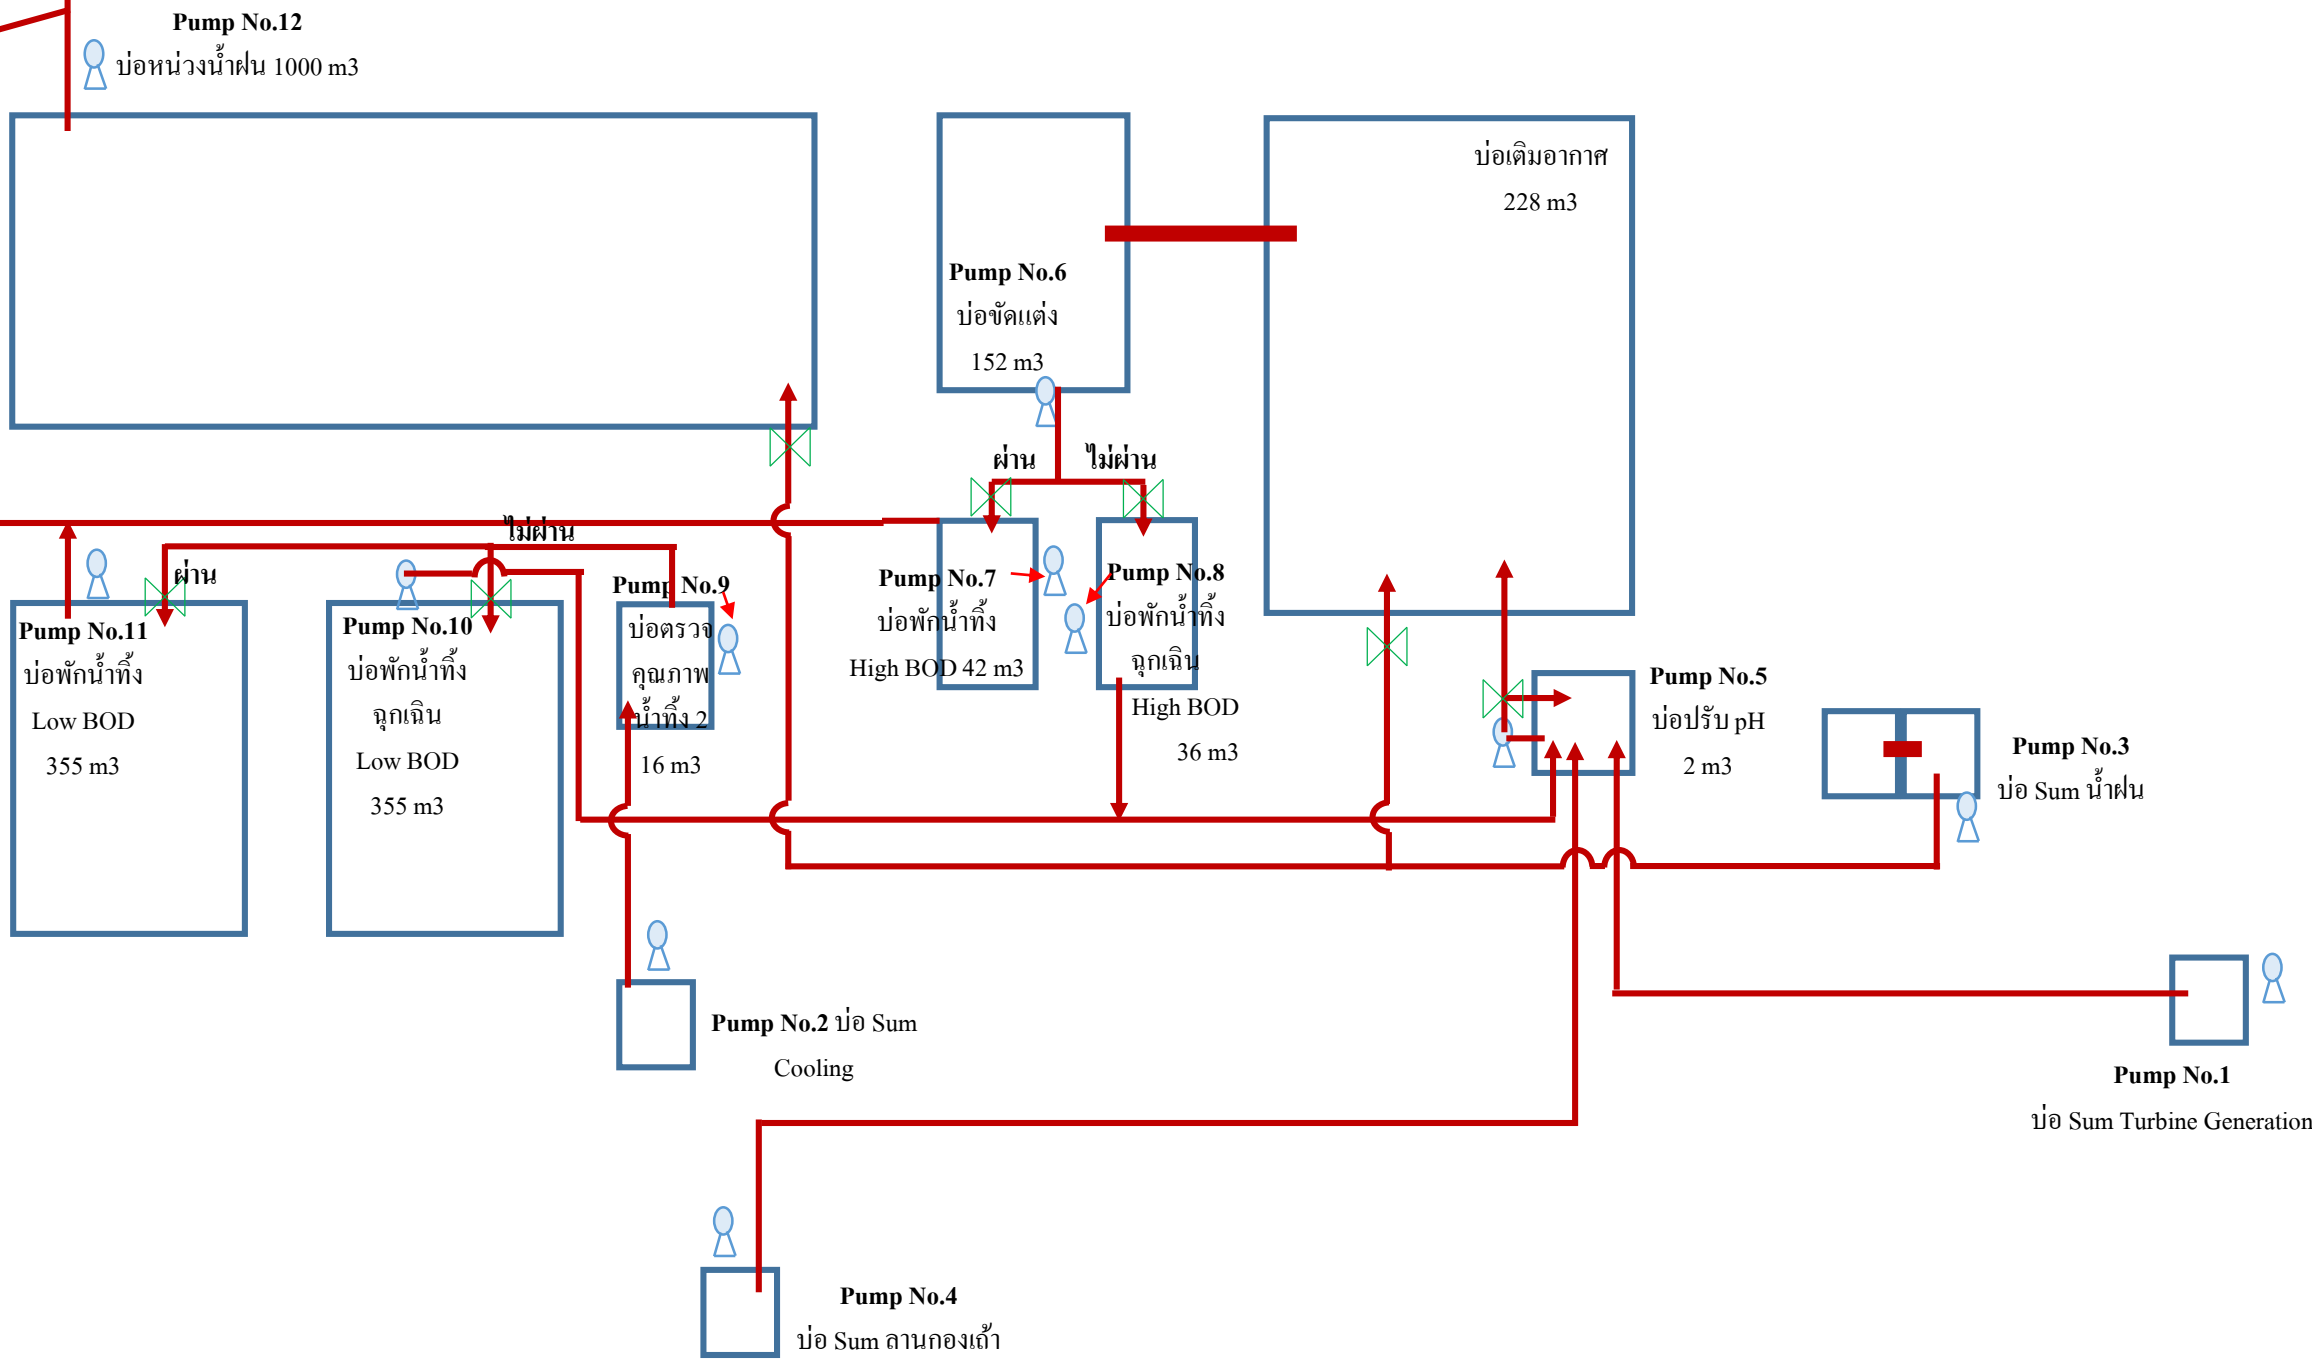 Pump No.12
บ่อหน่วงน้ำฝน 1000 m3
บ่อเติมอากาศ
228 m3
Pump No.6
บ่อขัดแต่ง
152 m3
ผ่าน
ไม่ผ่าน
ไม่ผ่าน
ผ่าน
Pump No.11
บ่อพักน้ำทิ้ง
Low BOD
355 m3
Pump No.10
บ่อพักน้ำทิ้ง
ฉุกเฉิน
Low BOD
355 m3
Pump No.9
บ่อตรวจ
คุณภาพ
น้ำทิ้ง 2
16 m3
Pump No.7
บ่อพักน้ำทิ้ง
High BOD 42 m3
Pump No.8
บ่อพักน้ำทิ้ง
ฉุกเฉิน
High BOD
36 m3
Pump No.5
บ่อปรับ pH
2 m3
Pump No.3
บ่อ Sum น้ำฝน
Pump No.2 บ่อ Sum
Cooling
Pump No.1
บ่อ Sum Turbine Generation
Pump No.4
บ่อ Sum ลานกองเถ้า